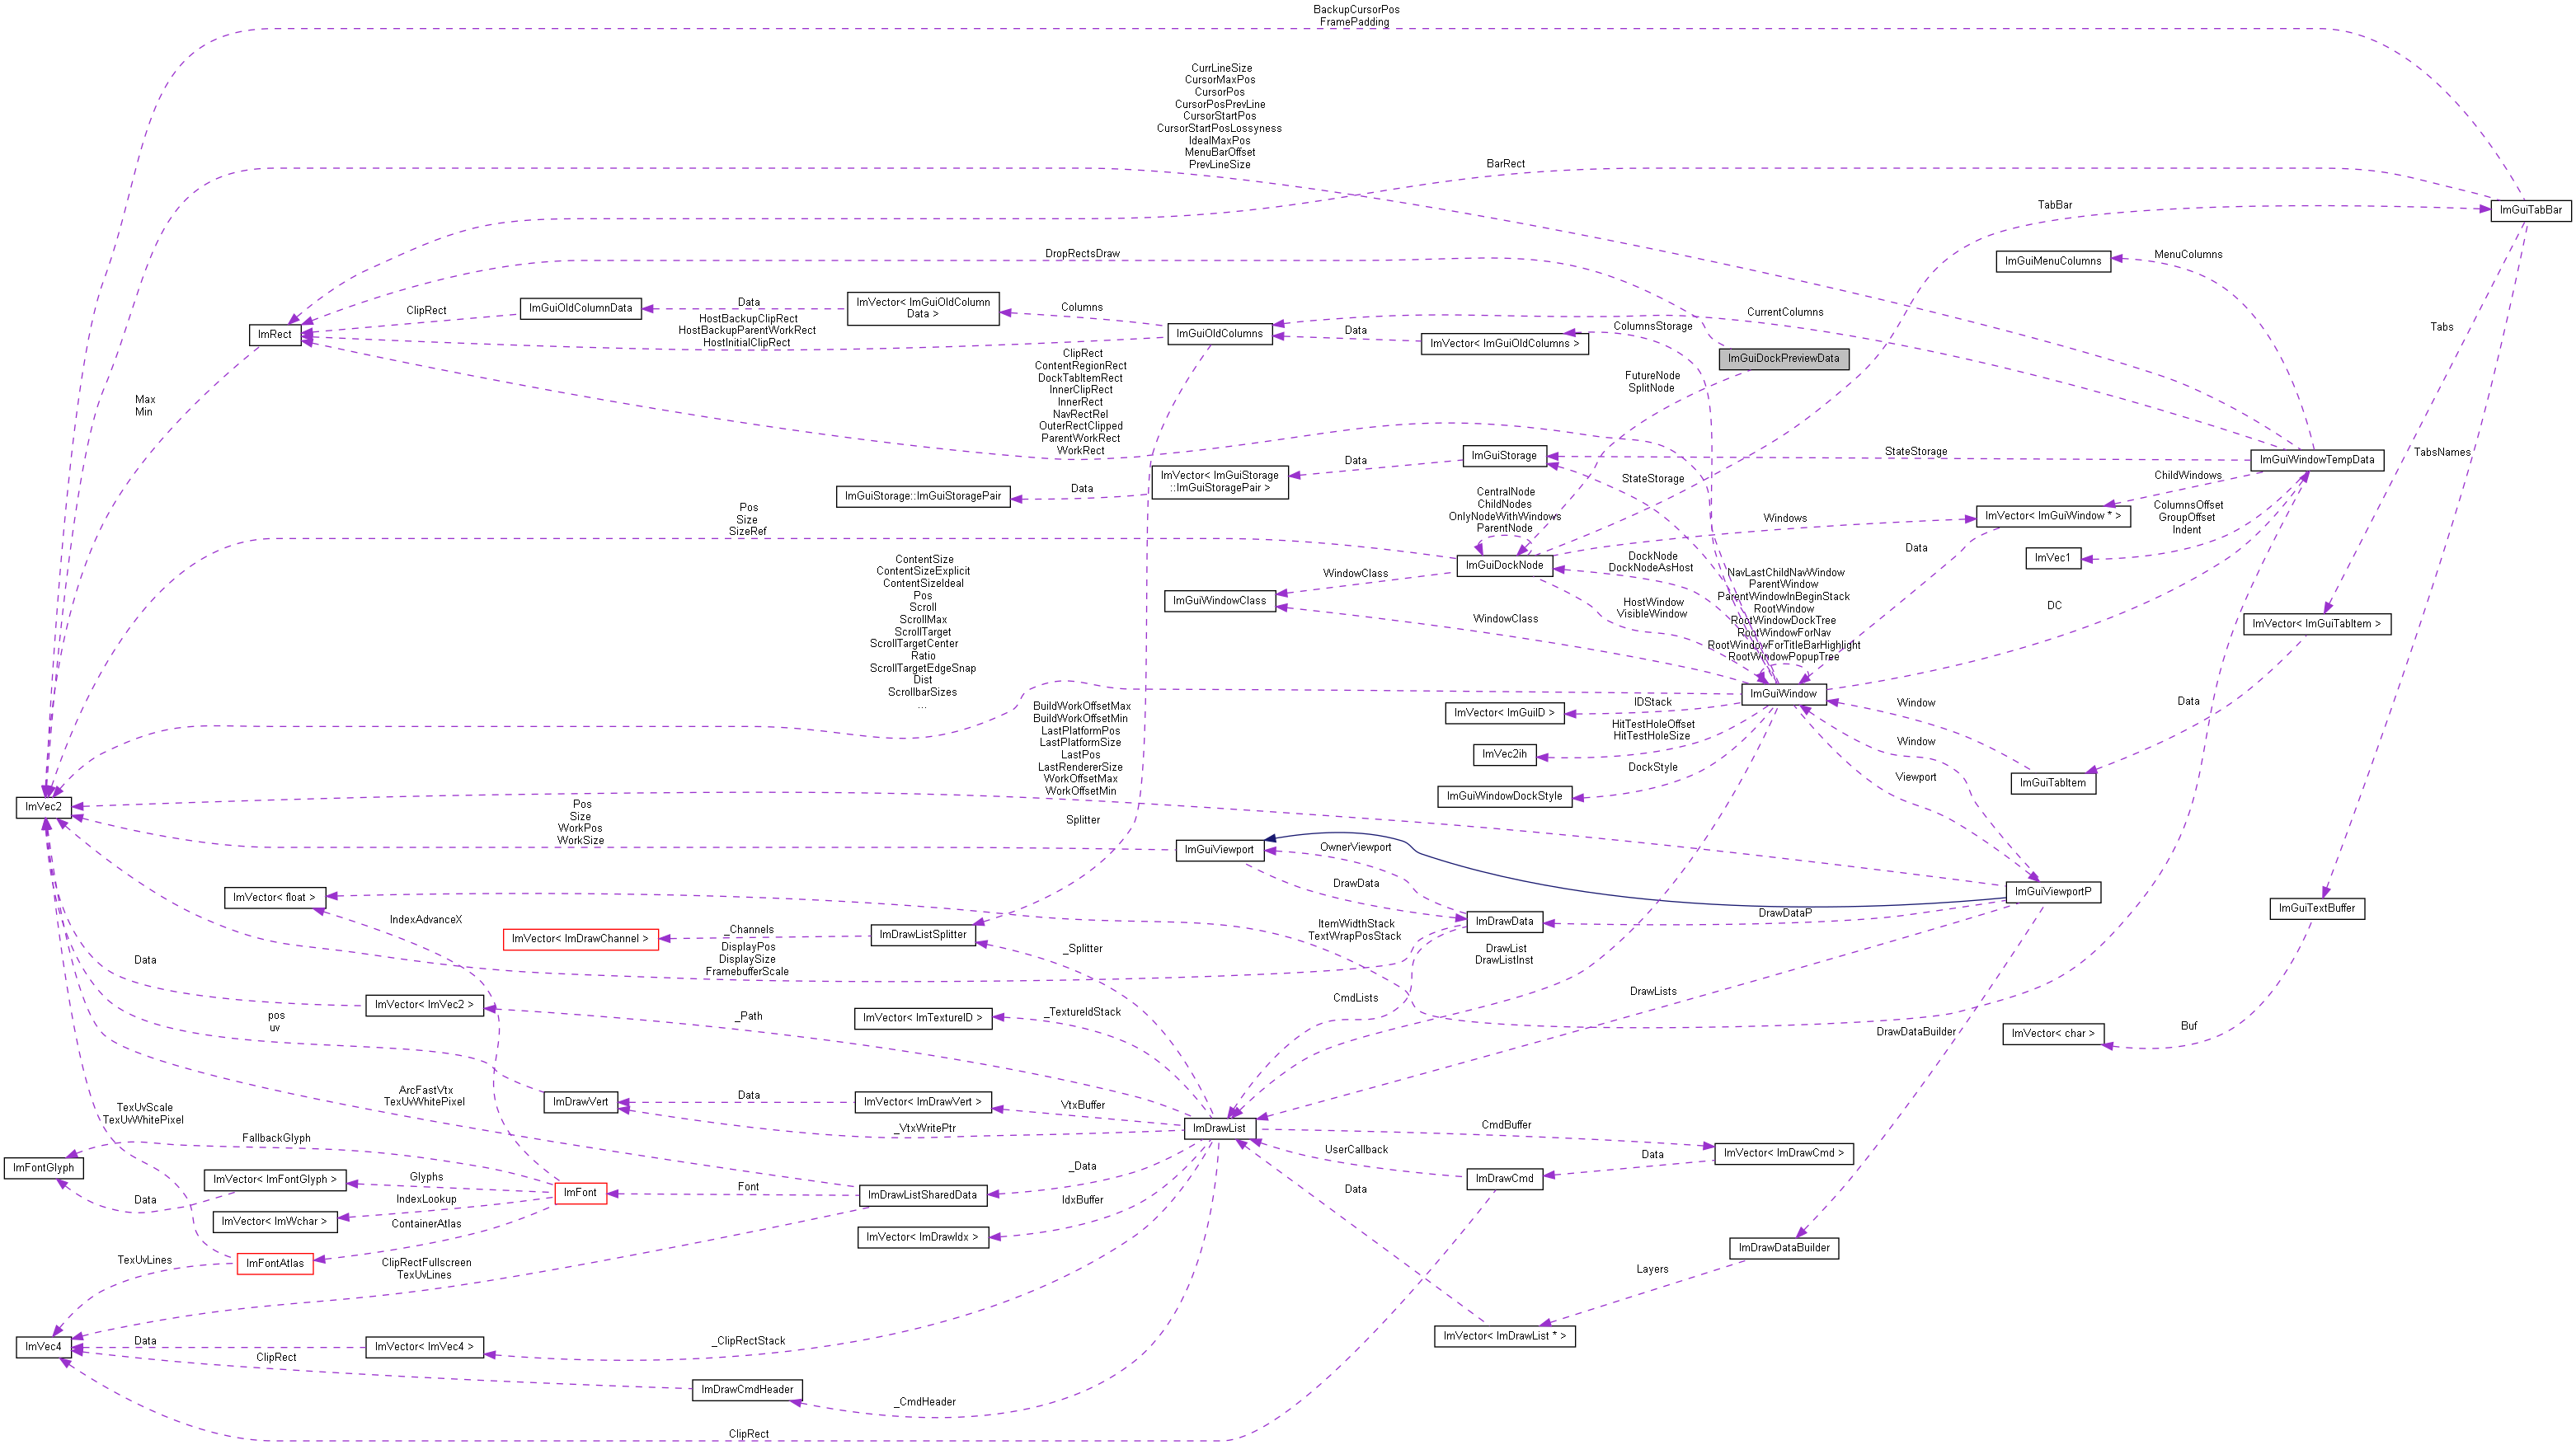 BackupCursorPos
FramePadding
CurrLineSize
CursorMaxPos
CursorPos
CursorPosPrevLine
CursorStartPos
CursorStartPosLossyness
IdealMaxPos
MenuBarOffset
PrevLineSize
BarRect
TabBar
ImGuiTabBar
DropRectsDraw
MenuColumns
ImGuiMenuColumns
ImVector< ImGuiOldColumn
Data >
Data
ImGuiOldColumnData
ClipRect
Columns
CurrentColumns
HostBackupClipRect
HostBackupParentWorkRect
HostInitialClipRect
ImRect
ImGuiOldColumns
Data
ImVector< ImGuiOldColumns >
ColumnsStorage
Tabs
ImGuiDockPreviewData
ClipRect
ContentRegionRect
DockTabItemRect
InnerClipRect
InnerRect
NavRectRel
OuterRectClipped
ParentWorkRect
WorkRect
FutureNode
SplitNode
Max
Min
ImGuiStorage
StateStorage
ImGuiWindowTempData
TabsNames
Data
ImVector< ImGuiStorage
::ImGuiStoragePair >
Data
ImGuiStorage::ImGuiStoragePair
StateStorage
ChildWindows
CentralNode
ChildNodes
OnlyNodeWithWindows
ParentNode
Pos
Size
SizeRef
Windows
ImVector< ImGuiWindow * >
ColumnsOffset
GroupOffset
Indent
Data
ImVec1
ImGuiDockNode
DockNode
DockNodeAsHost
ContentSize
ContentSizeExplicit
ContentSizeIdeal
Pos
Scroll
ScrollMax
ScrollTarget
ScrollTargetCenter
Ratio
ScrollTargetEdgeSnap
Dist
ScrollbarSizes
...
WindowClass
ImGuiWindowClass
HostWindow
VisibleWindow
NavLastChildNavWindow
ParentWindow
ParentWindowInBeginStack
RootWindow
RootWindowDockTree
RootWindowForNav
RootWindowForTitleBarHighlight
RootWindowPopupTree
DC
ImVector< ImGuiTabItem >
WindowClass
ImGuiWindow
IDStack
ImVector< ImGuiID >
Window
Data
BuildWorkOffsetMax
BuildWorkOffsetMin
LastPlatformPos
LastPlatformSize
LastPos
LastRendererSize
WorkOffsetMax
WorkOffsetMin
HitTestHoleOffset
HitTestHoleSize
ImVec2ih
Window
DockStyle
ImGuiWindowDockStyle
Viewport
ImGuiTabItem
ImVec2
Pos
Size
WorkPos
WorkSize
Splitter
ImGuiViewport
OwnerViewport
DrawData
ImGuiViewportP
ImVector< float >
IndexAdvanceX
ImGuiTextBuffer
DrawDataP
ImDrawData
ItemWidthStack
TextWrapPosStack
_Channels
ImDrawListSplitter
ImVector< ImDrawChannel >
DisplayPos
DisplaySize
FramebufferScale
_Splitter
DrawList
DrawListInst
Data
DrawLists
CmdLists
ImVector< ImVec2 >
_Path
ImVector< ImTextureID >
_TextureIdStack
pos
uv
DrawDataBuilder
ImVector< char >
Buf
ArcFastVtx
TexUvWhitePixel
ImDrawVert
Data
ImVector< ImDrawVert >
VtxBuffer
_VtxWritePtr
ImDrawList
CmdBuffer
TexUvScale
TexUvWhitePixel
FallbackGlyph
ImFontGlyph
UserCallback
Data
ImVector< ImDrawCmd >
ImVector< ImFontGlyph >
Glyphs
_Data
ImDrawCmd
Data
IndexLookup
ImFont
Font
ImDrawListSharedData
IdxBuffer
Data
ImVector< ImWchar >
ContainerAtlas
ImVector< ImDrawIdx >
TexUvLines
ImFontAtlas
ClipRectFullscreen
TexUvLines
ImDrawDataBuilder
Layers
ImVec4
Data
ImVector< ImVec4 >
_ClipRectStack
ImVector< ImDrawList * >
ClipRect
ImDrawCmdHeader
_CmdHeader
ClipRect